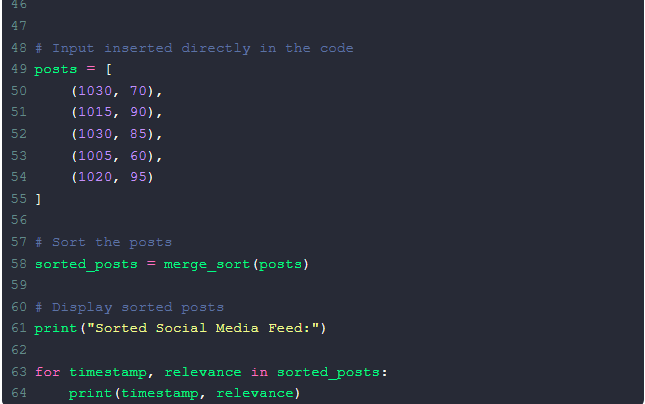 46
47
48 # Input inserted directly in the code
49 posts = [
50     (1030, 70),
51     (1015, 90),
52     (1030, 85),
53     (1005, 60),
54     (1020, 95)
55 ]
56
57 # Sort the posts
58 sorted_posts = merge_sort(posts)
59
60 # Display sorted posts
61 print("Sorted Social Media Feed:")
62
63 for timestamp, relevance in sorted_posts:
64     print(timestamp, relevance)